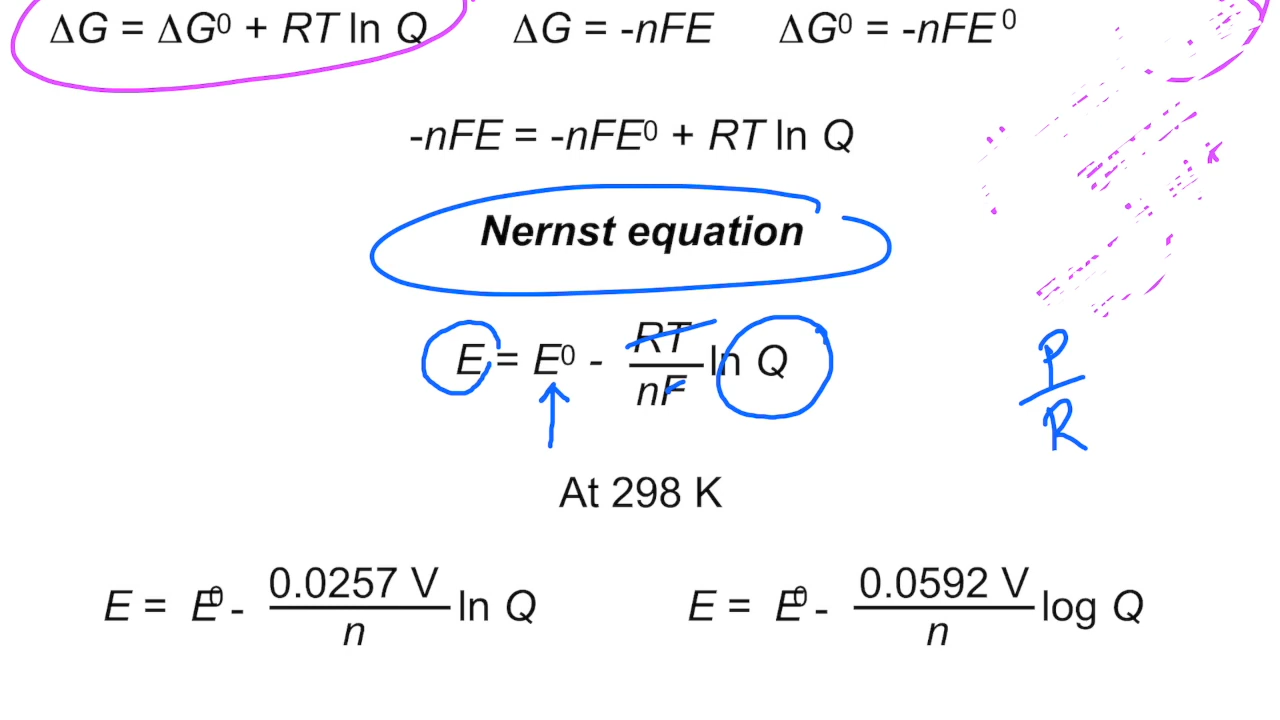 ΔG = ΔG⁰ + RT ln Q ΔG = -nFE ΔG⁰ = -nFE⁰
-nFE = -nFE⁰ + RT ln Q
Nernst equation
E = E⁰ - RT/nF ln Q
P/R
At 298 K
E = E⁰ - 0.0257 V/n ln Q E = E⁰ - 0.0592 V/n log Q